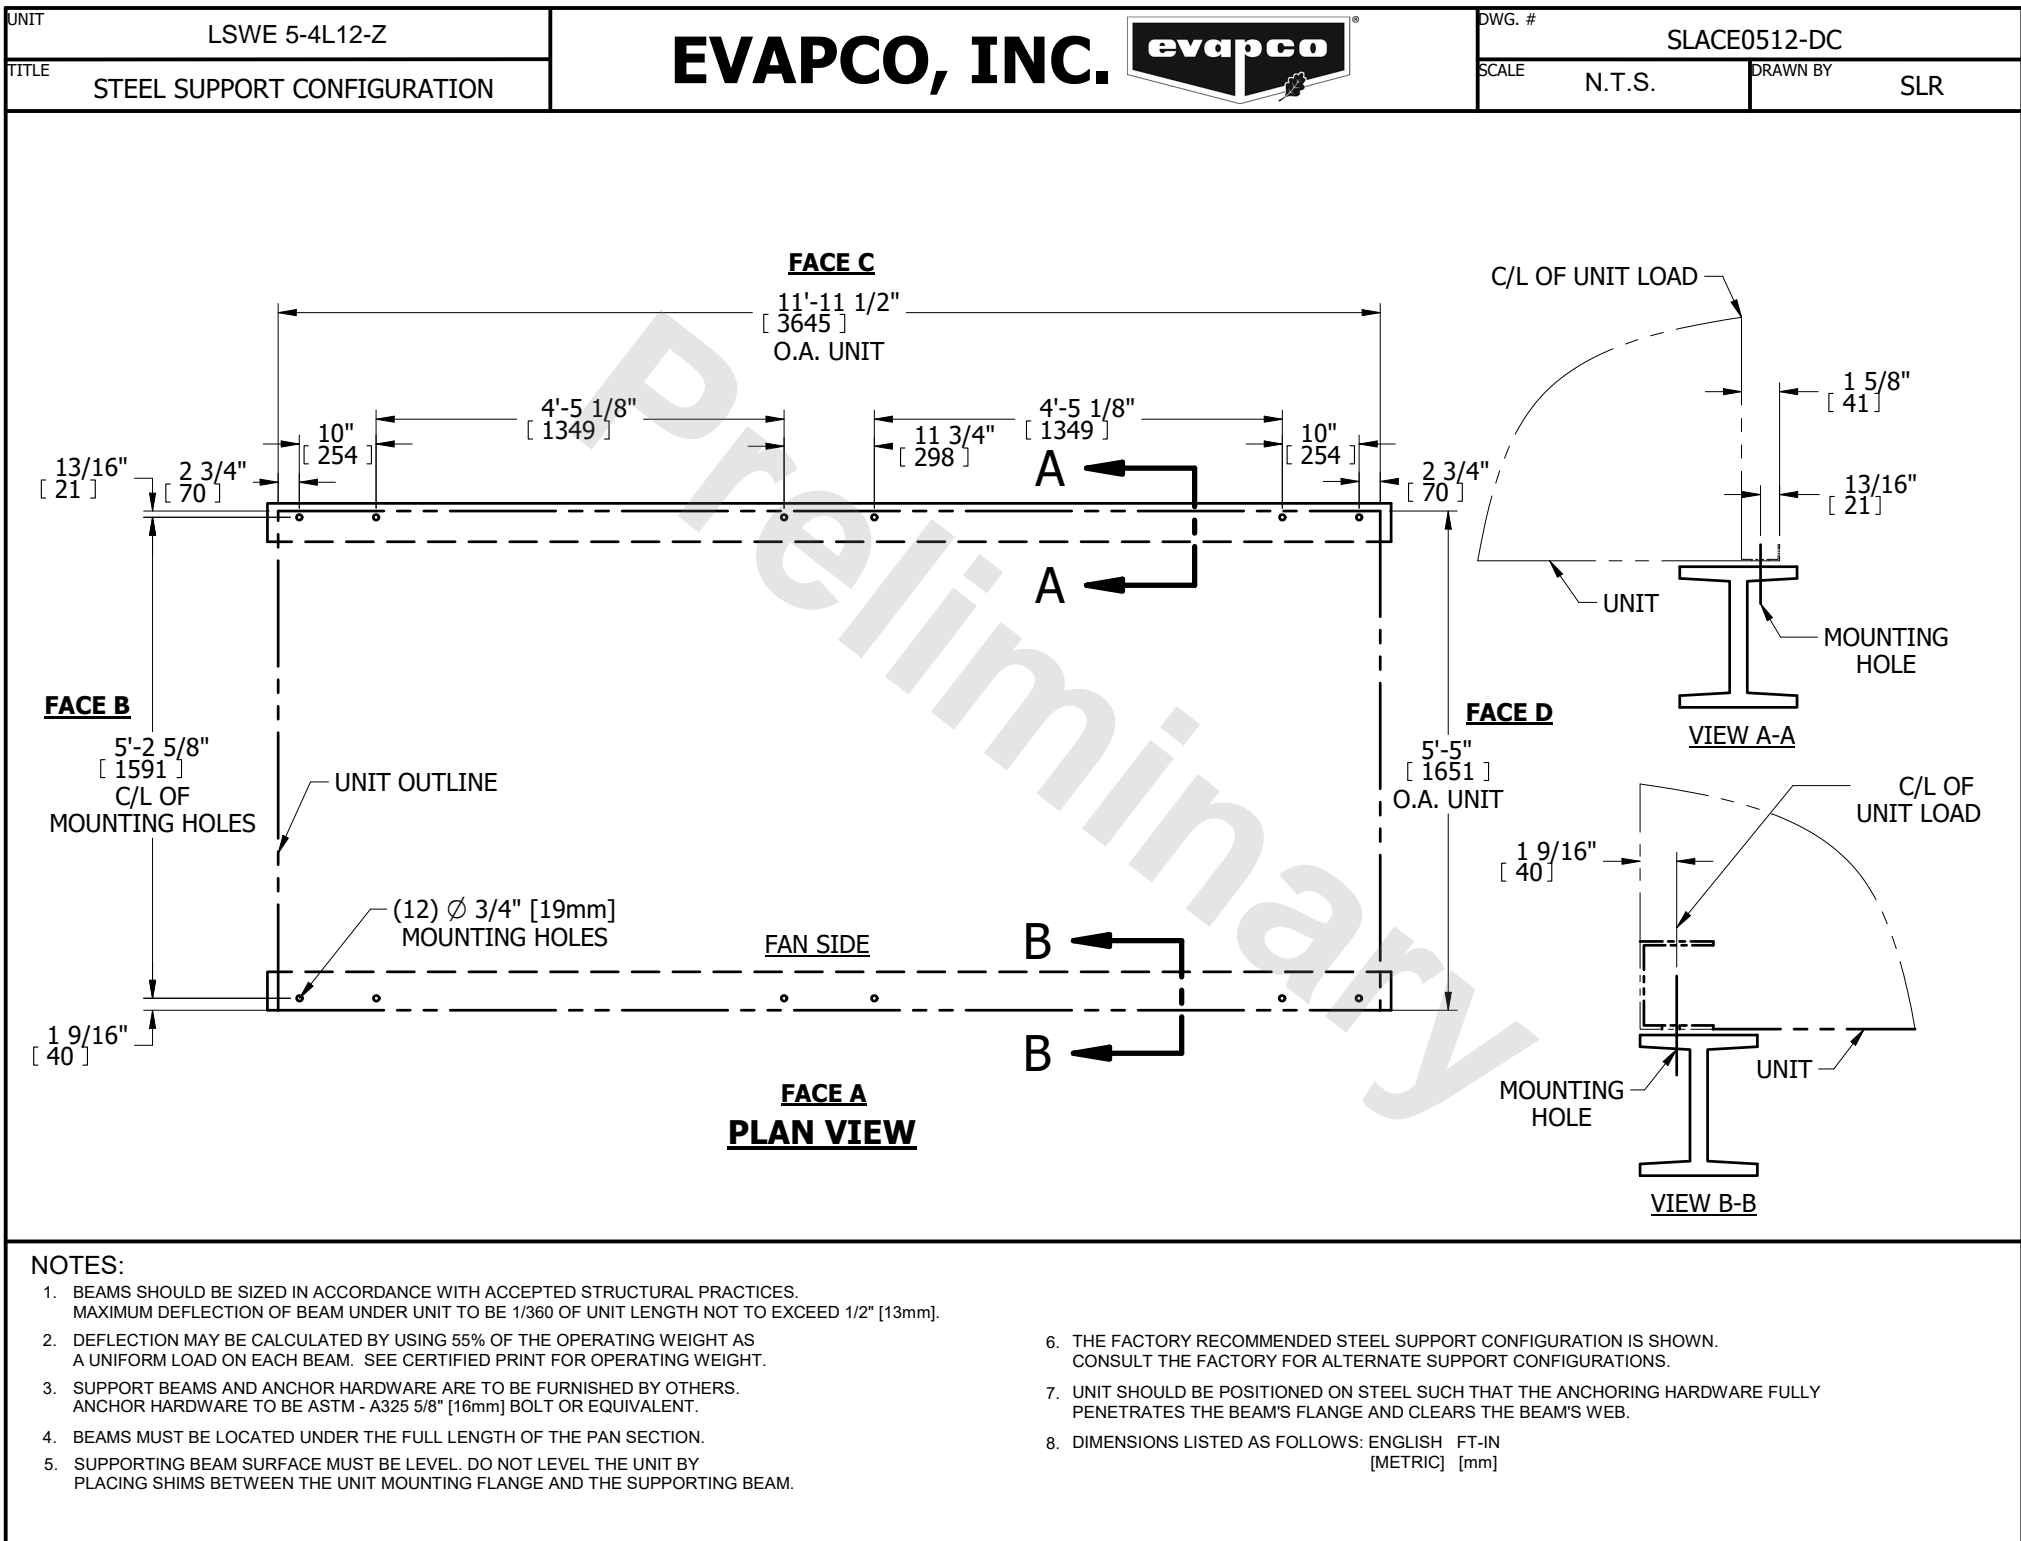 UNIT
LSWE 5-4L12-Z
TITLE
STEEL SUPPORT CONFIGURATION
EVAPCO, INC.
evapco
®
DWG. #
SLACE0512-DC
SCALE
N.T.S.
DRAWN BY
SLR
FACE C
11'-11 1/2"
[ 3645 ]
O.A. UNIT
4'-5 1/8"
[ 1349 ]
4'-5 1/8"
[ 1349 ]
10"
[ 254 ]
11 3/4"
[ 298 ]
10"
[ 254 ]
13/16"
[ 21 ]
2 3/4"
[ 70 ]
2 3/4"
[ 70 ]
A
A
FACE B
5'-2 5/8"
[ 1591 ]
C/L OF
MOUNTING HOLES
UNIT OUTLINE
FACE D
5'-5"
[ 1651 ]
O.A. UNIT
(12) Ø 3/4" [19mm]
MOUNTING HOLES
FAN SIDE
B
B
1 9/16"
[ 40 ]
FACE A
PLAN VIEW
Preliminary
C/L OF UNIT LOAD
1 5/8"
[ 41 ]
13/16"
[ 21 ]
UNIT
MOUNTING
HOLE
VIEW A-A
C/L OF
UNIT LOAD
1 9/16"
[ 40 ]
UNIT
MOUNTING
HOLE
VIEW B-B
NOTES:
1. BEAMS SHOULD BE SIZED IN ACCORDANCE WITH ACCEPTED STRUCTURAL PRACTICES.
MAXIMUM DEFLECTION OF BEAM UNDER UNIT TO BE 1/360 OF UNIT LENGTH NOT TO EXCEED 1/2" [13mm].
2. DEFLECTION MAY BE CALCULATED BY USING 55% OF THE OPERATING WEIGHT AS
A UNIFORM LOAD ON EACH BEAM. SEE CERTIFIED PRINT FOR OPERATING WEIGHT.
3. SUPPORT BEAMS AND ANCHOR HARDWARE ARE TO BE FURNISHED BY OTHERS.
ANCHOR HARDWARE TO BE ASTM - A325 5/8" [16mm] BOLT OR EQUIVALENT.
4. BEAMS MUST BE LOCATED UNDER THE FULL LENGTH OF THE PAN SECTION.
5. SUPPORTING BEAM SURFACE MUST BE LEVEL. DO NOT LEVEL THE UNIT BY
PLACING SHIMS BETWEEN THE UNIT MOUNTING FLANGE AND THE SUPPORTING BEAM.
6. THE FACTORY RECOMMENDED STEEL SUPPORT CONFIGURATION IS SHOWN.
CONSULT THE FACTORY FOR ALTERNATE SUPPORT CONFIGURATIONS.
7. UNIT SHOULD BE POSITIONED ON STEEL SUCH THAT THE ANCHORING HARDWARE FULLY
PENETRATES THE BEAM'S FLANGE AND CLEARS THE BEAM'S WEB.
8. DIMENSIONS LISTED AS FOLLOWS: ENGLISH FT-IN
[METRIC] [mm]